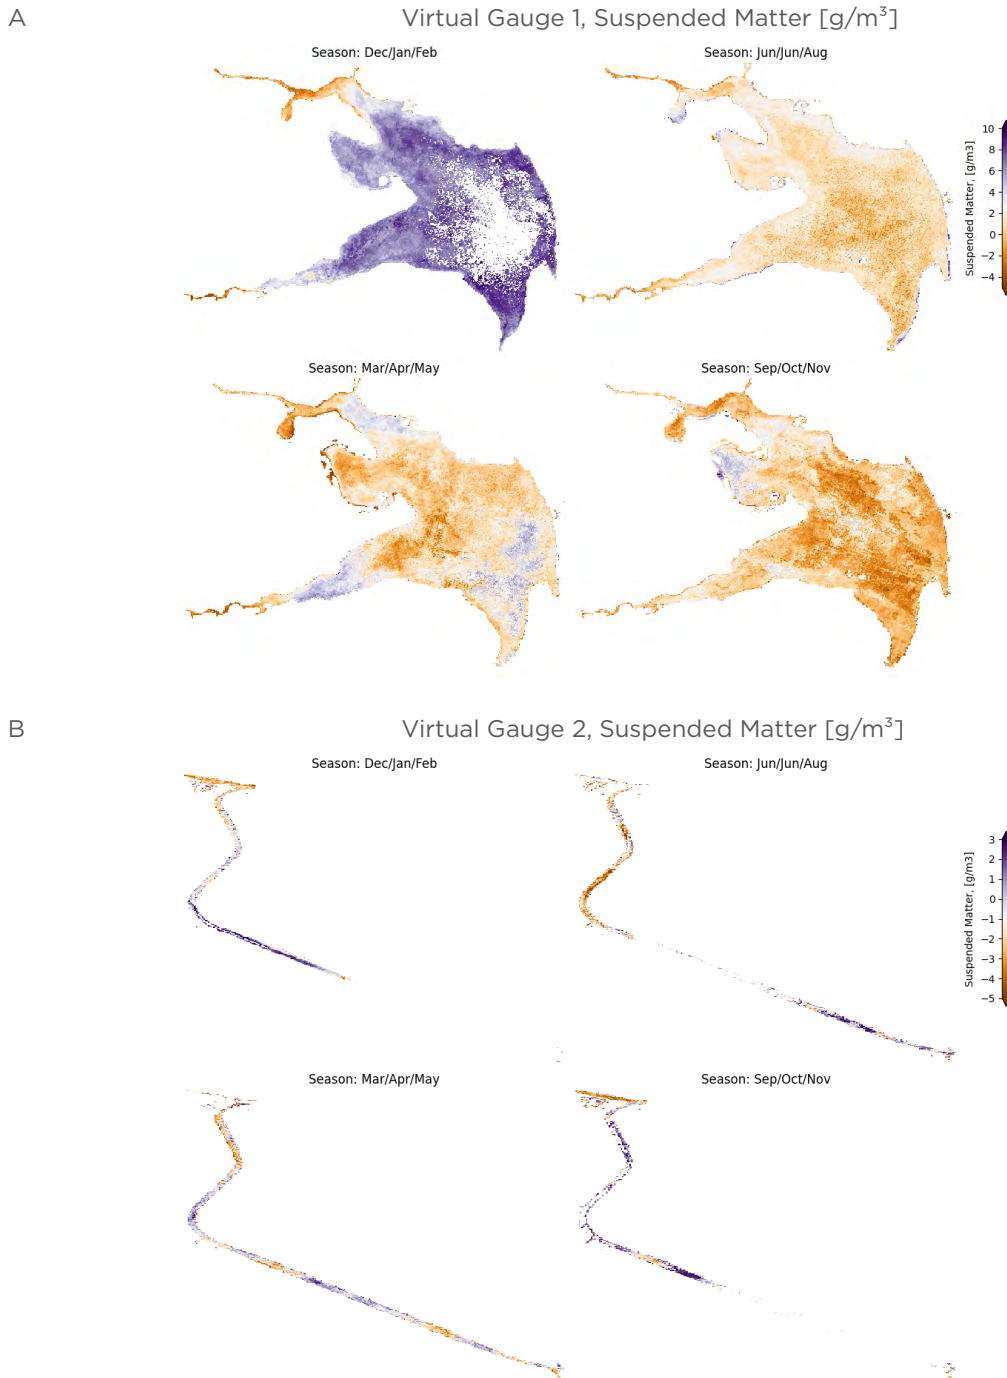 A
Virtual Gauge 1, Suspended Matter [g/m³]
Season: Dec/Jan/Feb
Season: Jun/Jun/Aug
10
8
6
4
2
0
−2
−4
Suspended Matter, [g/m3]
Season: Mar/Apr/May
Season: Sep/Oct/Nov
B
Virtual Gauge 2, Suspended Matter [g/m³]
Season: Dec/Jan/Feb
Season: Jun/Jun/Aug
3
2
1
0
−1
−2
−3
−4
−5
Suspended Matter, [g/m3]
Season: Mar/Apr/May
Season: Sep/Oct/Nov